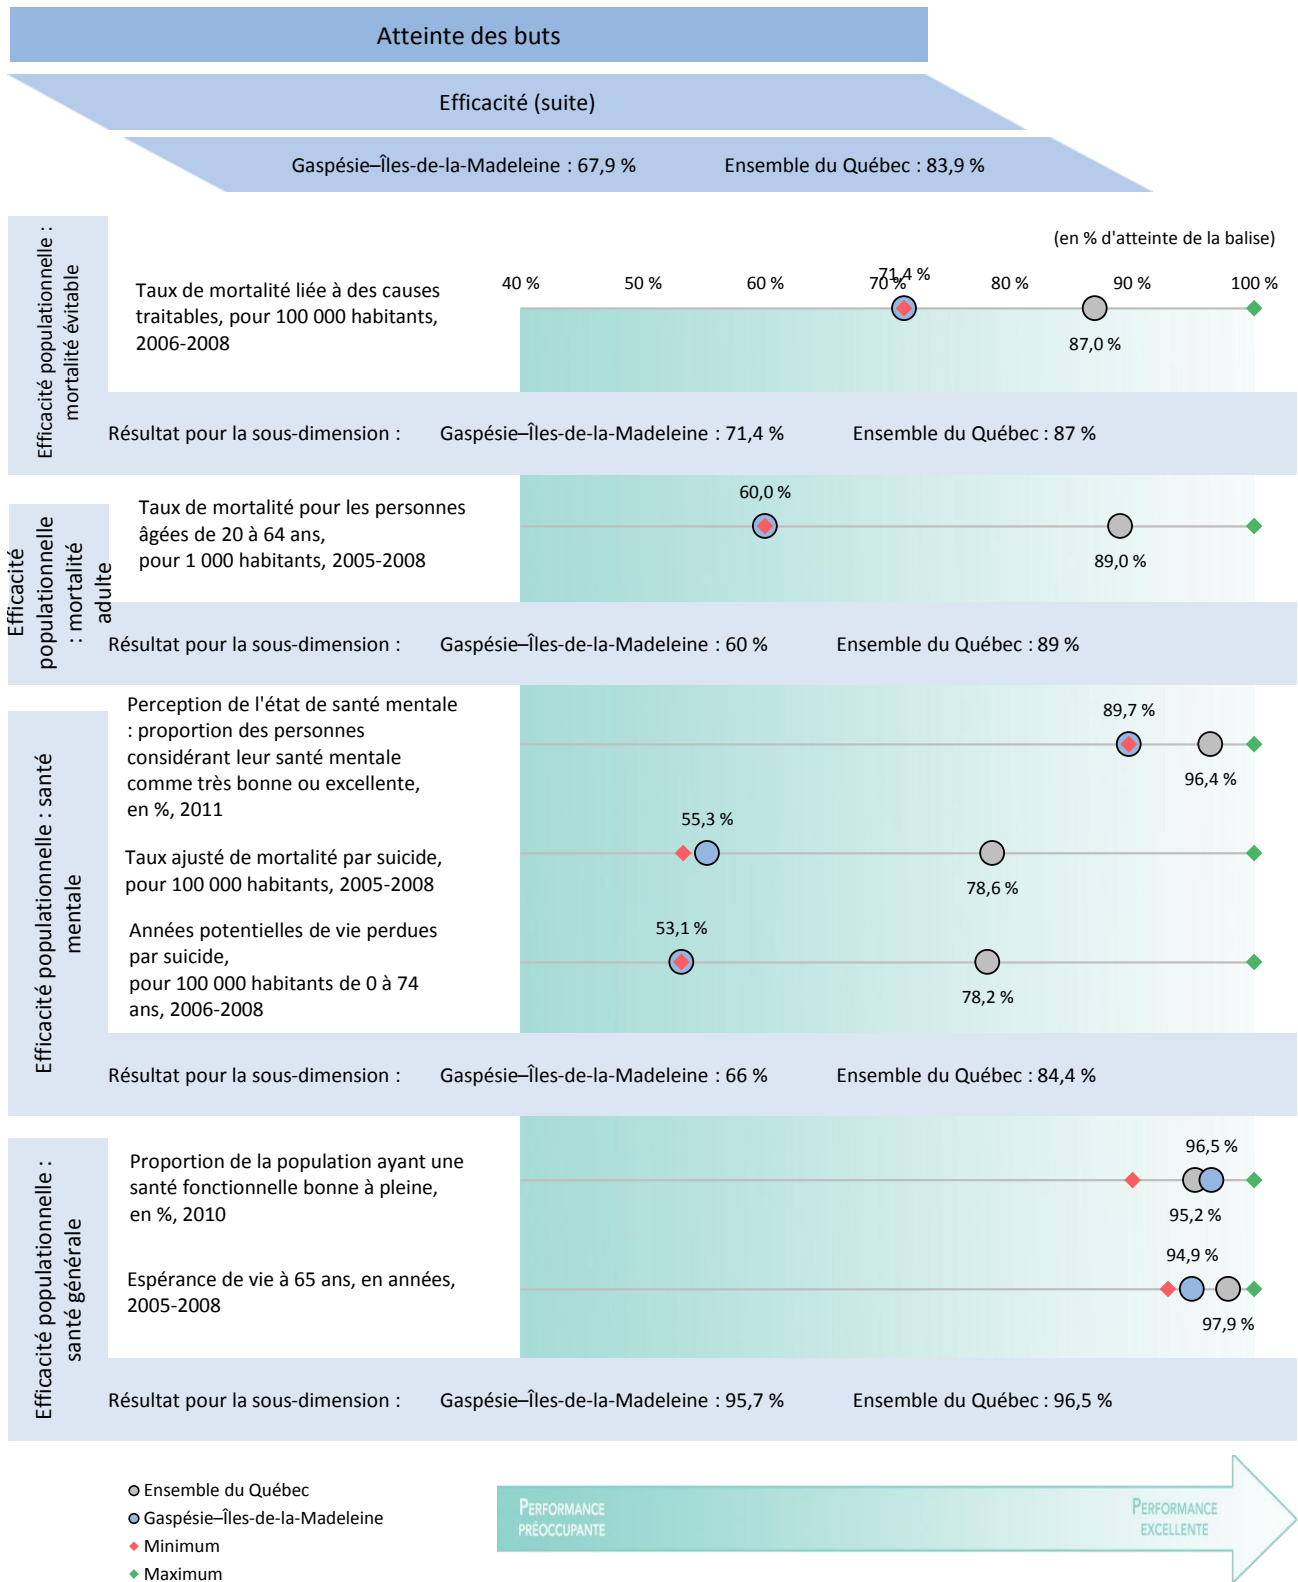 Atteinte des buts
Efficacité (suite)
Gaspésie–Îles-de-la-Madeleine : 67,9 % Ensemble du Québec : 83,9 %
(en % d'atteinte de la balise)
40 % 50 % 60 % 70 % 80 % 90 % 100 %
Efficacité populationnelle :
mortalité évitable
Taux de mortalité liée à des causes
traitables, pour 100 000 habitants,
2006-2008
71,4 %
87,0 %
Résultat pour la sous-dimension : Gaspésie–Îles-de-la-Madeleine : 71,4 % Ensemble du Québec : 87 %
Efficacité
populationnelle
: mortalité
adulte
Taux de mortalité pour les personnes
âgées de 20 à 64 ans,
pour 1 000 habitants, 2005-2008
60,0 %
89,0 %
Résultat pour la sous-dimension : Gaspésie–Îles-de-la-Madeleine : 60 % Ensemble du Québec : 89 %
Efficacité populationnelle : santé
mentale
Perception de l'état de santé mentale
: proportion des personnes
considérant leur santé mentale
comme très bonne ou excellente,
en %, 2011
89,7 %
96,4 %
Taux ajusté de mortalité par suicide,
pour 100 000 habitants, 2005-2008
55,3 %
78,6 %
Années potentielles de vie perdues
par suicide,
pour 100 000 habitants de 0 à 74
ans, 2006-2008
53,1 %
78,2 %
Résultat pour la sous-dimension : Gaspésie–Îles-de-la-Madeleine : 66 % Ensemble du Québec : 84,4 %
Efficacité populationnelle :
santé générale
Proportion de la population ayant une
santé fonctionnelle bonne à pleine,
en %, 2010
96,5 %
95,2 %
Espérance de vie à 65 ans, en années,
2005-2008
94,9 %
97,9 %
Résultat pour la sous-dimension : Gaspésie–Îles-de-la-Madeleine : 95,7 % Ensemble du Québec : 96,5 %
Ensemble du Québec
Gaspésie–Îles-de-la-Madeleine
Minimum
Maximum
PERFORMANCE
PRÉOCCUPANTE
PERFORMANCE
EXCELLENTE